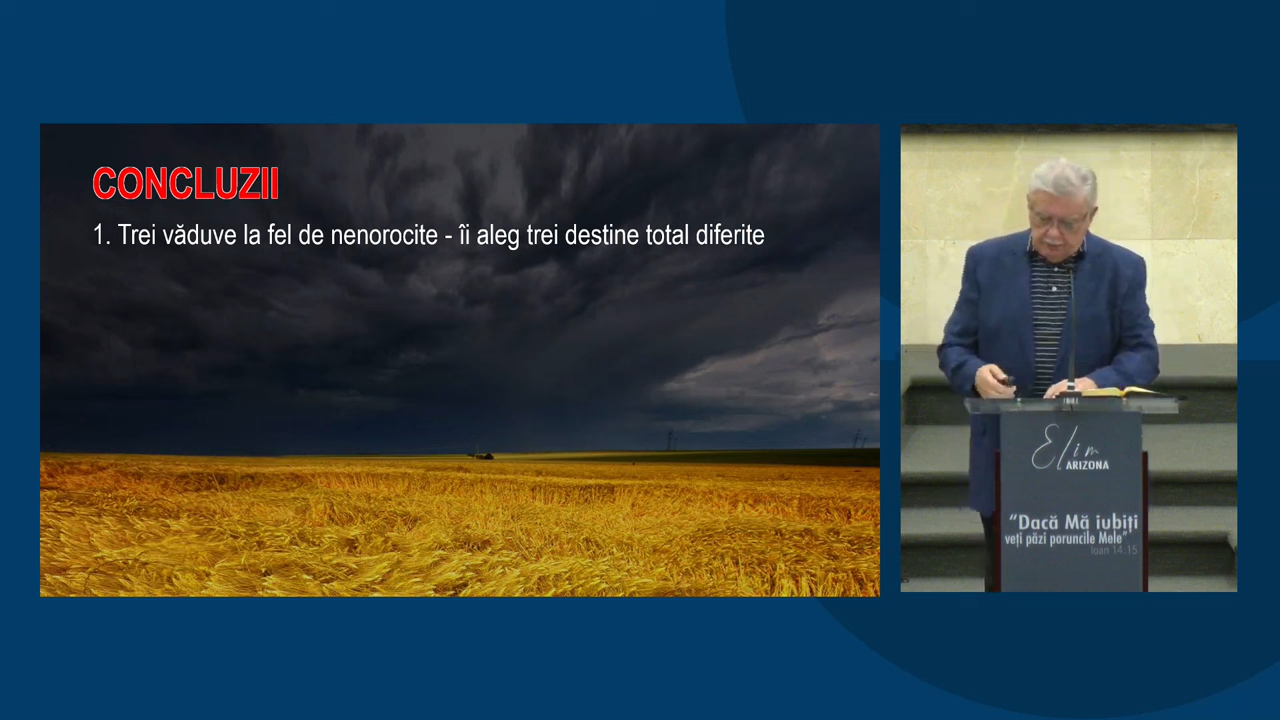 CONCLUZII
1. Trei văduve la fel de nenorocite - îi aleg trei destine total diferite
Elim
ARIZONA
“Dacă Mă iubiți
veți păzi poruncile Mele”
Ioan 14:15